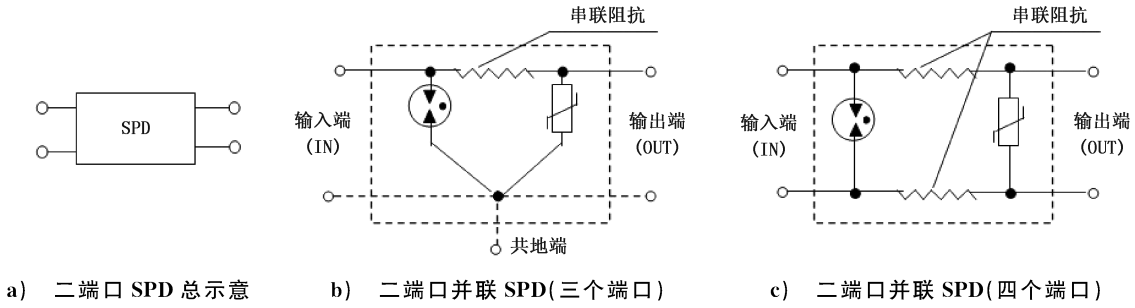 SPD
a) 二端口 SPD 总示意
串联阻抗
输入端
(IN)
输出端
(OUT)
共地端
b) 二端口并联 SPD(三个端口)
串联阻抗
输入端
(IN)
输出端
(OUT)
c) 二端口并联 SPD(四个端口)